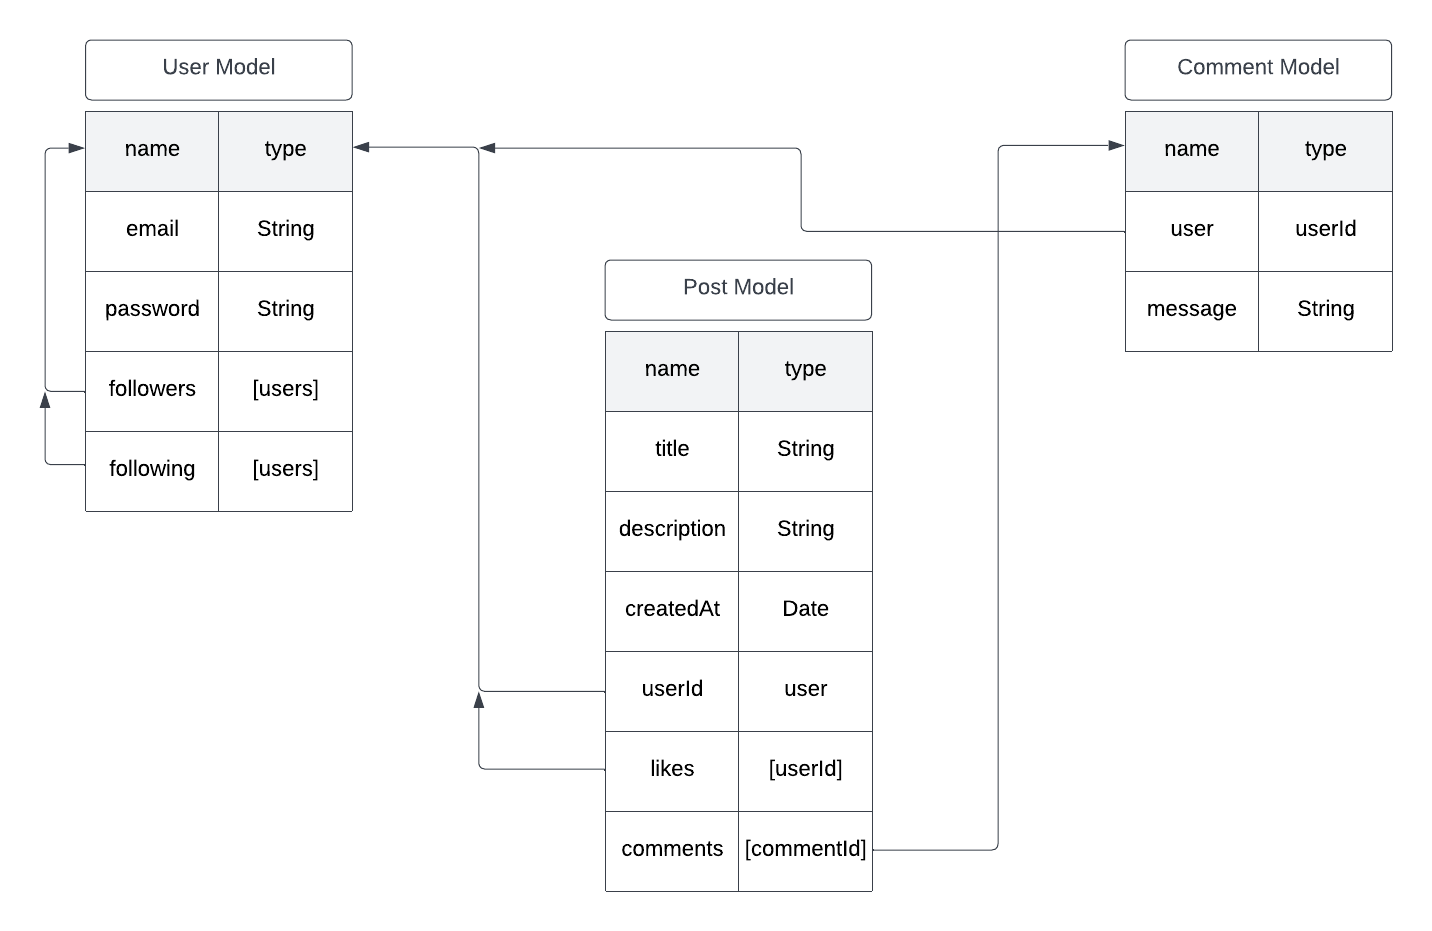 User Model
name type
email String
password String
followers [users]
following [users]
Post Model
name type
title String
description String
createdAt Date
userId user
likes [userId]
comments [commentId]
Comment Model
name type
user userId
message String